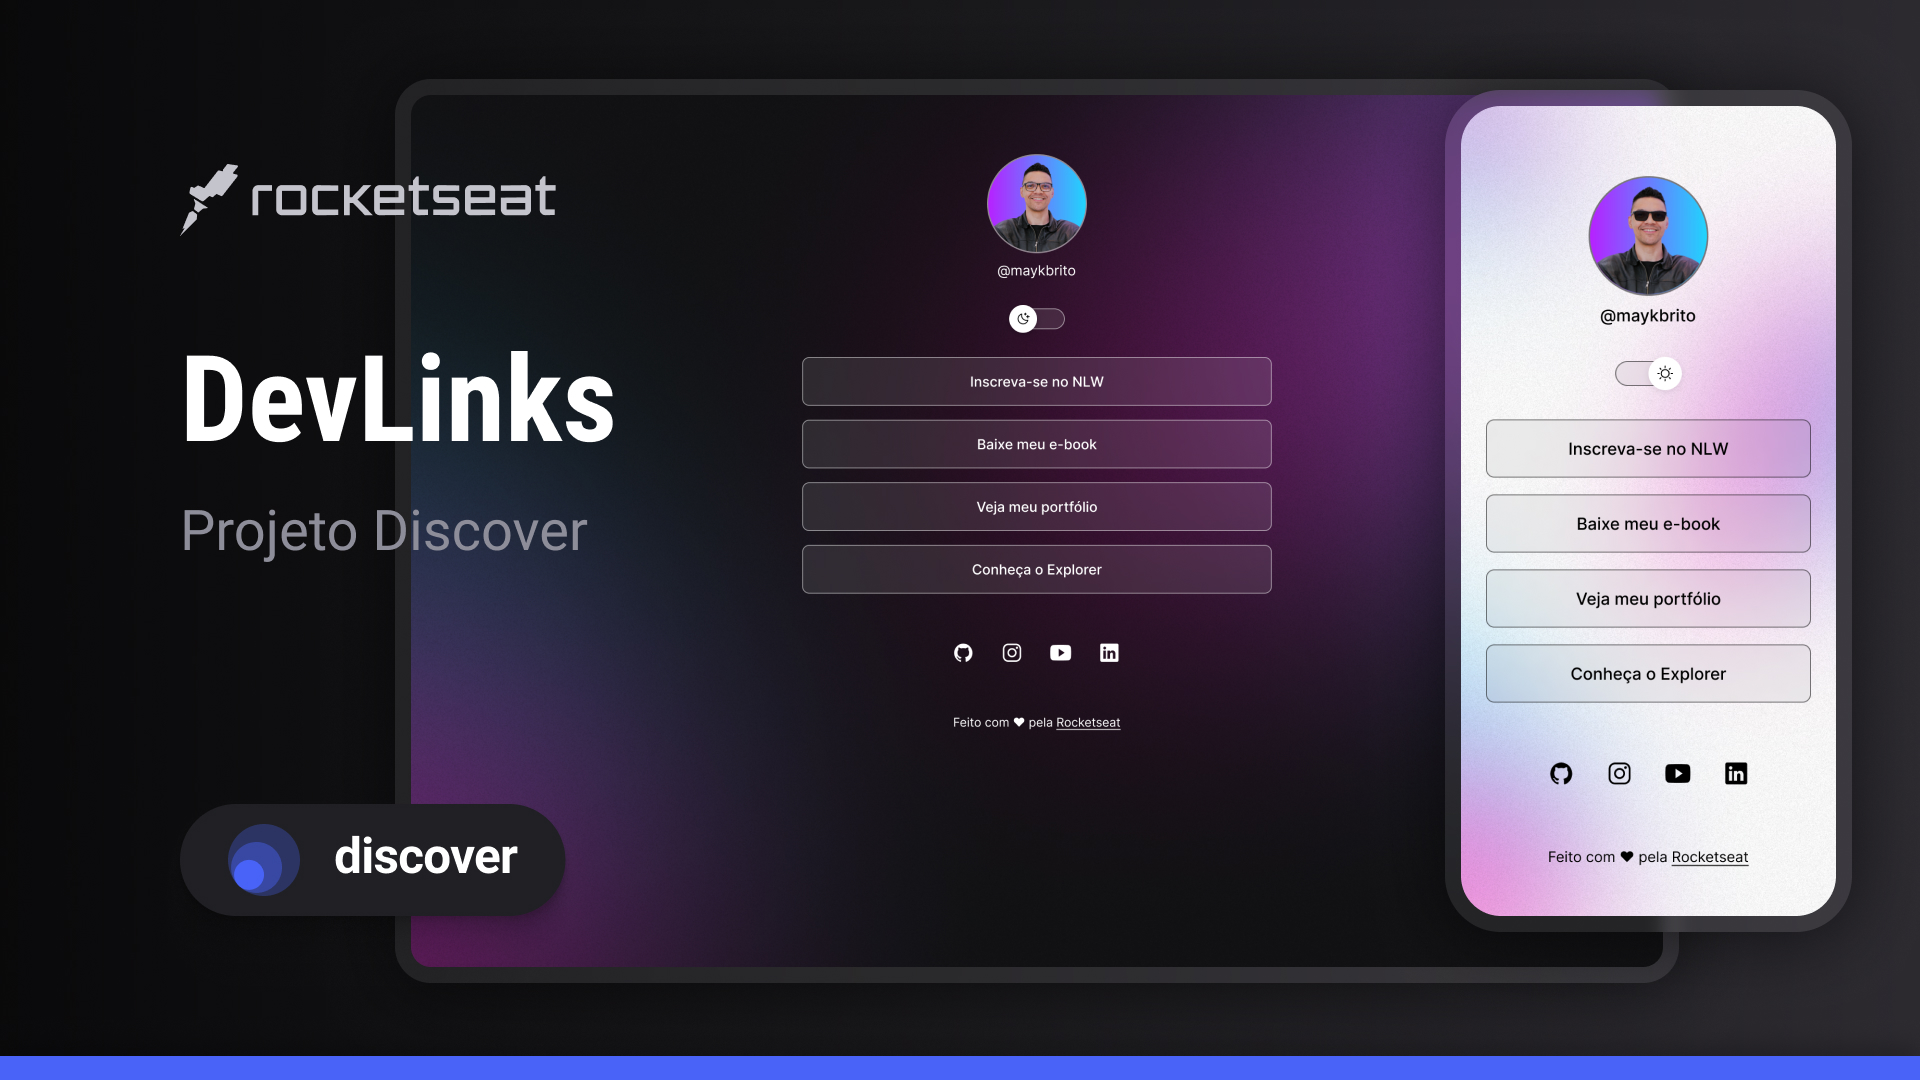 rocketseat
DevLinks
Projeto Discover
discover
@maykbrito
Inscreva-se no NLW
Baixe meu e-book
Veja meu portfólio
Conheça o Explorer
in
Feito com ♥ pela Rocketseat
@maykbrito
Inscreva-se no NLW
Baixe meu e-book
Veja meu portfólio
Conheça o Explorer
in
Feito com ♥ pela Rocketseat